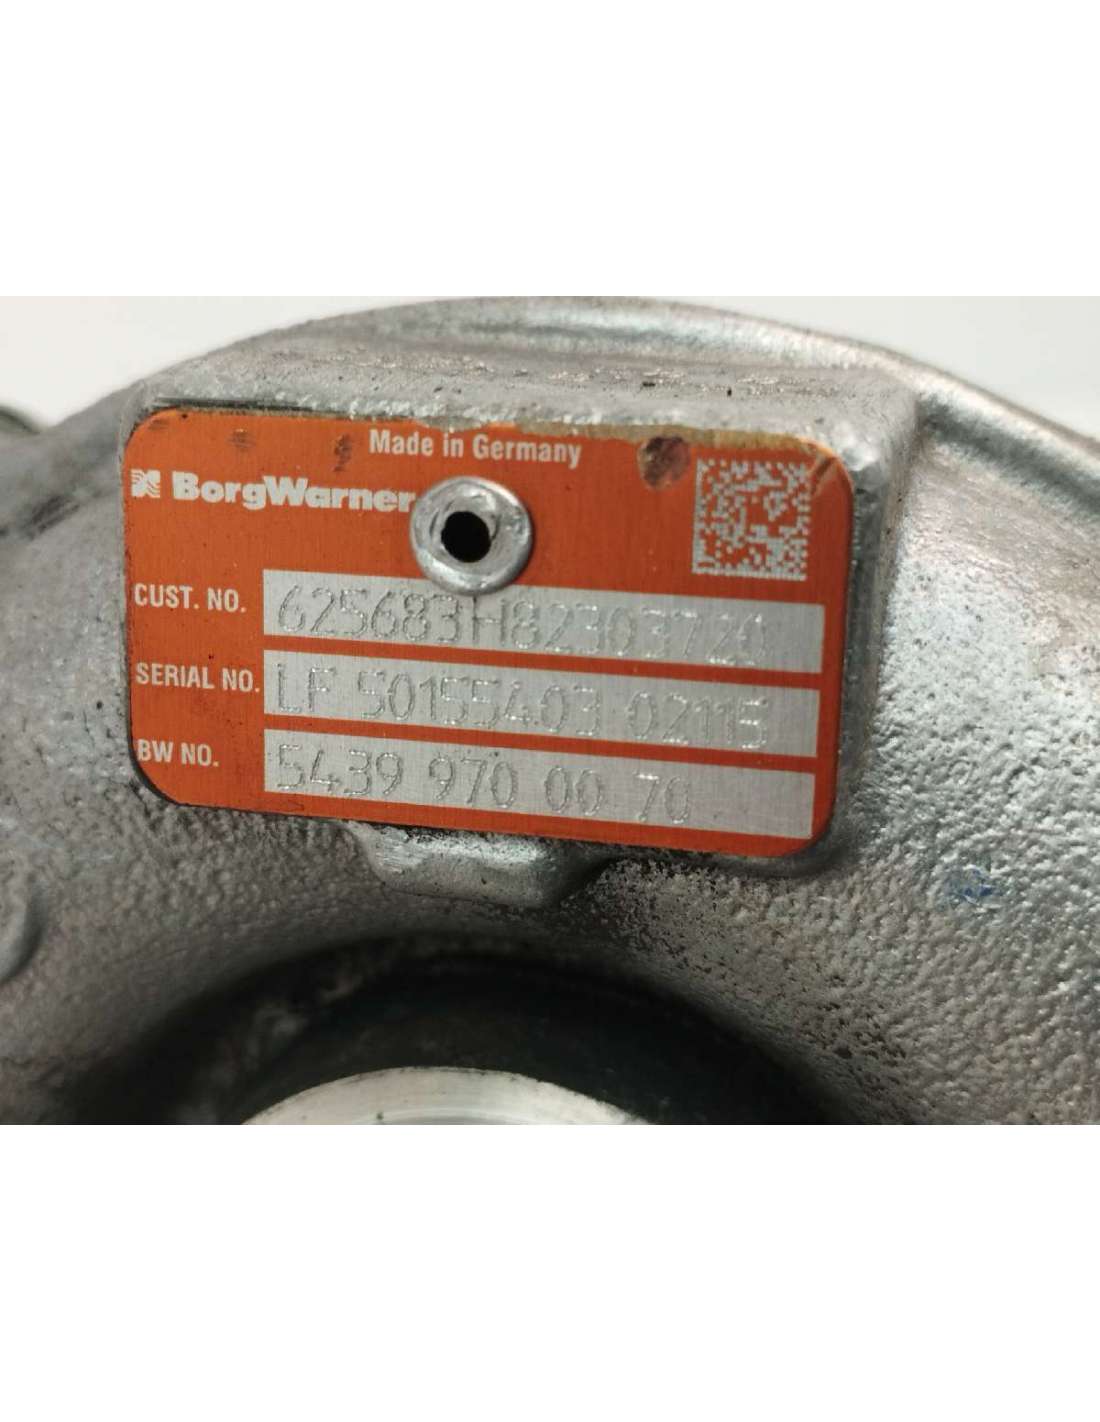 Made in Germany
BorgWarner
CUST. NO. 625683H82303720
SERIAL NO. LF 50155403 02115
BW NO. 5439 970 00 70